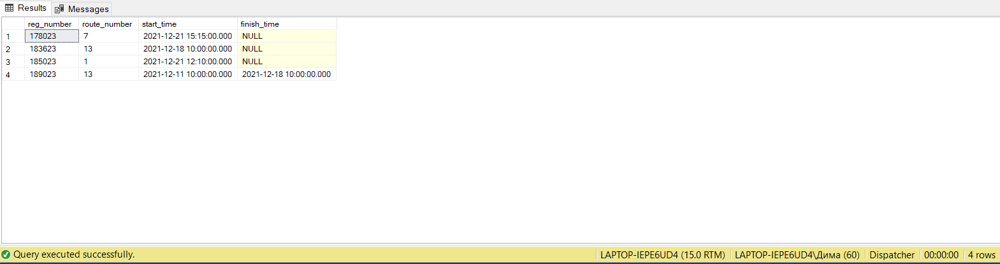 Results Messages
reg_number route_number start_time finish_time
1 178023 7 2021-12-21 15:15:00.000 NULL
2 183623 13 2021-12-18 10:00:00.000 NULL
3 185023 1 2021-12-21 12:10:00.000 NULL
4 189023 13 2021-12-11 10:00:00.000 2021-12-18 10:00:00.000
Query executed successfully. LAPTOP-IEPE6UD4 (15.0 RTM) LAPTOP-IEPE6UD4\Дима (60) Dispatcher 00:00:00 4 rows